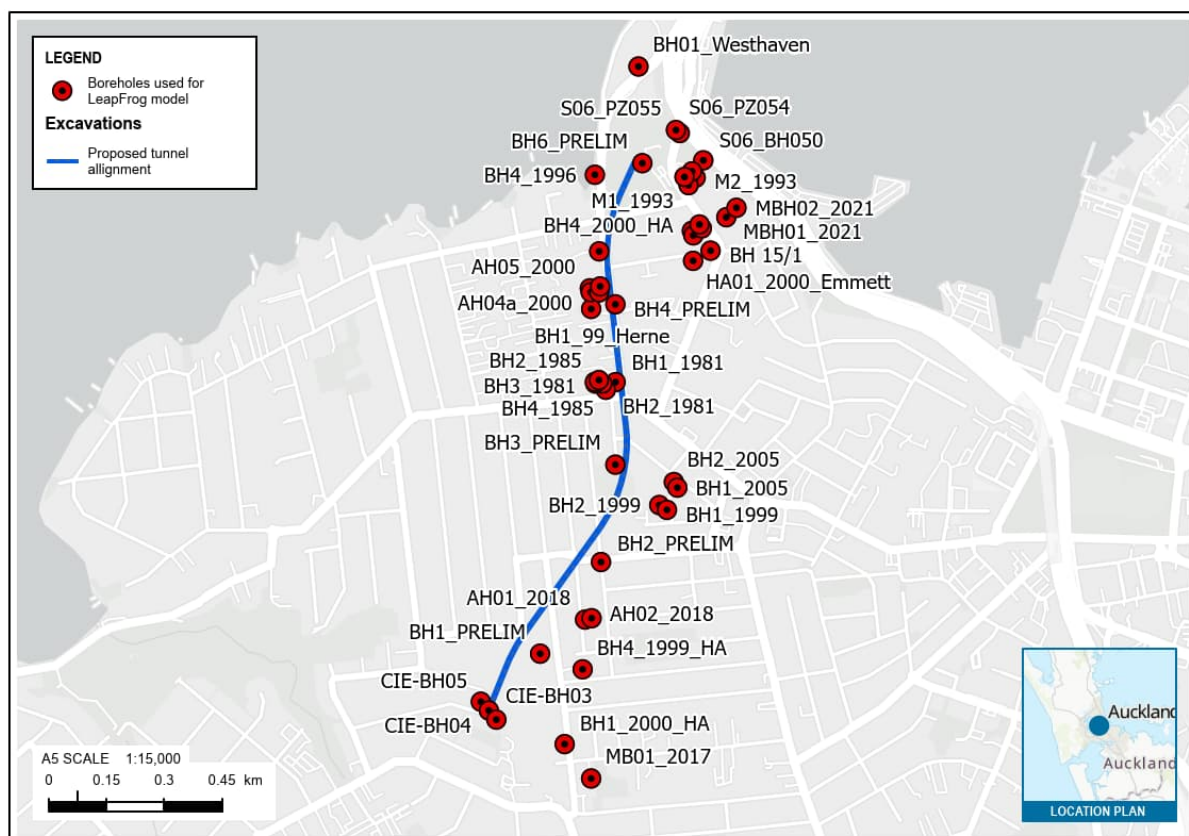 LEGEND
Boreholes used for
LeapFrog model
Excavations
Proposed tunnel
allignment
BH01_Westhaven
S06_PZ055
S06_PZ054
BH6_PRELIM
S06_BH050
BH4_1996
M2_1993
M1_1993
MBH02_2021
BH4_2000_HA
MBH01_2021
BH 15/1
AH05_2000
HA01_2000_Emmett
AH04a_2000
BH4_PRELIM
BH1_99_Herne
BH2_1985
BH1_1981
BH3_1981
BH4_1985
BH2_1981
BH3_PRELIM
BH2_2005
BH1_2005
BH2_1999
BH1_1999
BH2_PRELIM
AH01_2018
AH02_2018
BH1_PRELIM
BH4_1999_HA
CIE-BH05
CIE-BH03
CIE-BH04
BH1_2000_HA
MB01_2017
A5 SCALE 1:15,000
0 0.15 0.3 0.45 km
Auckland
Auckland
LOCATION PLAN